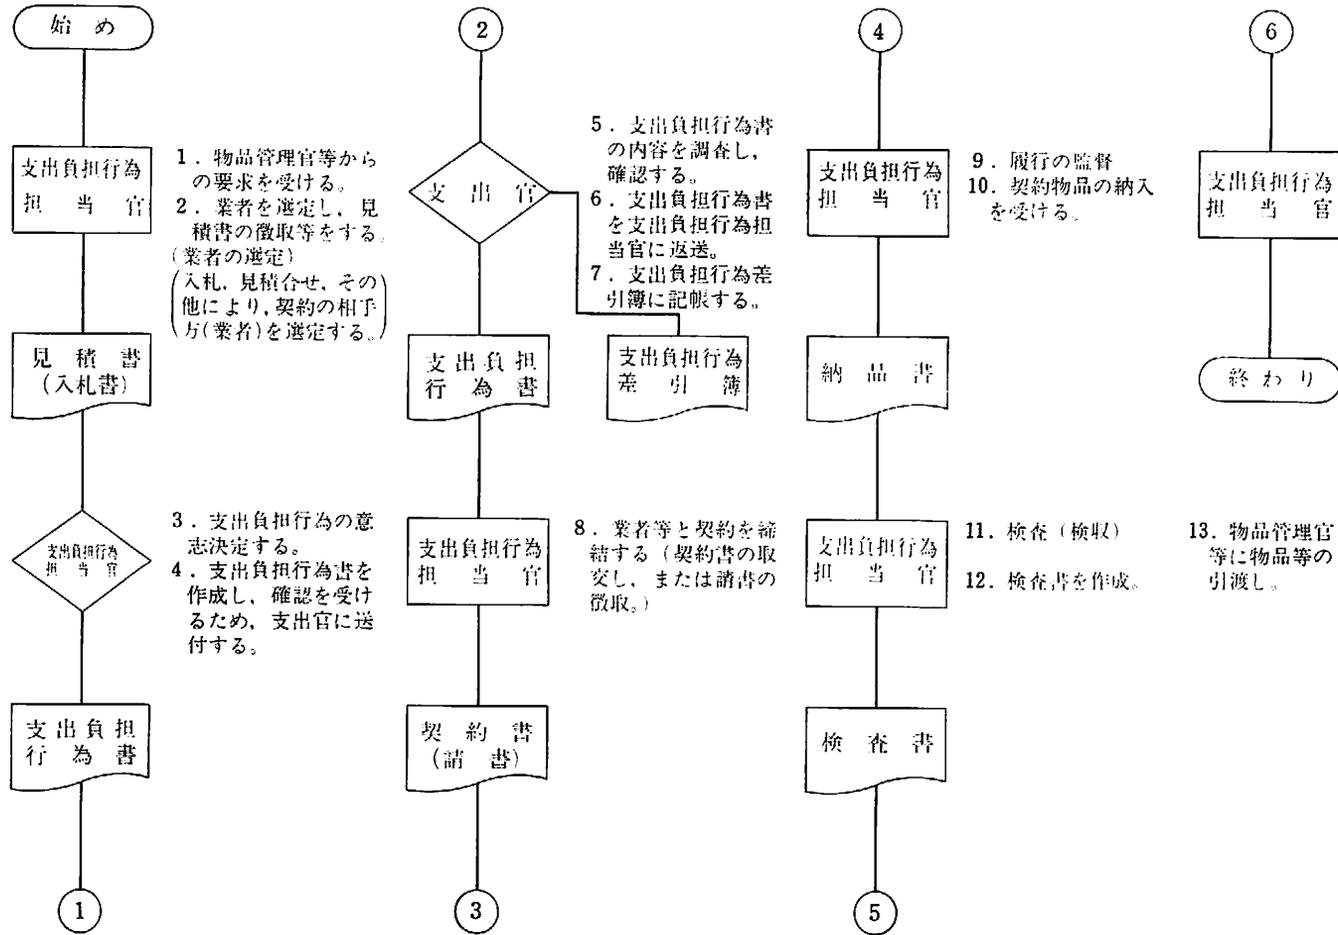 始め
支出負担行為
担当官
1．物品管理官等から
の要求を受ける。
2．業者を選定し，見
積書の徴取等をする。
(業者の選定)
(入札，見積合せ，その
他により，契約の相手
方(業者)を選定する。)
見積書
(入札書)
支出負担行為
担当官
3．支出負担行為の意
志決定する。
4．支出負担行為書を
作成し，確認を受け
るため，支出官に送
付する。
支出負担
行為書
1
2
支出官
5．支出負担行為書
の内容を調査し，
確認する。
6．支出負担行為書
を支出負担行為担
当官に返送。
7．支出負担行為差
引簿に記帳する。
支出負担
行為書
支出負担行為
差引簿
支出負担行為
担当官
8．業者等と契約を締
結する（契約書の取
交し，または請書の
徴取。）
契約書
(請書)
3
4
支出負担行為
担当官
9．履行の監督
10．契約物品の納入
を受ける。
納品書
支出負担行為
担当官
11．検査（検収）
12．検査書を作成。
検査書
5
6
支出負担行為
担当官
終わり
13．物品管理官
等に物品等の
引渡し。